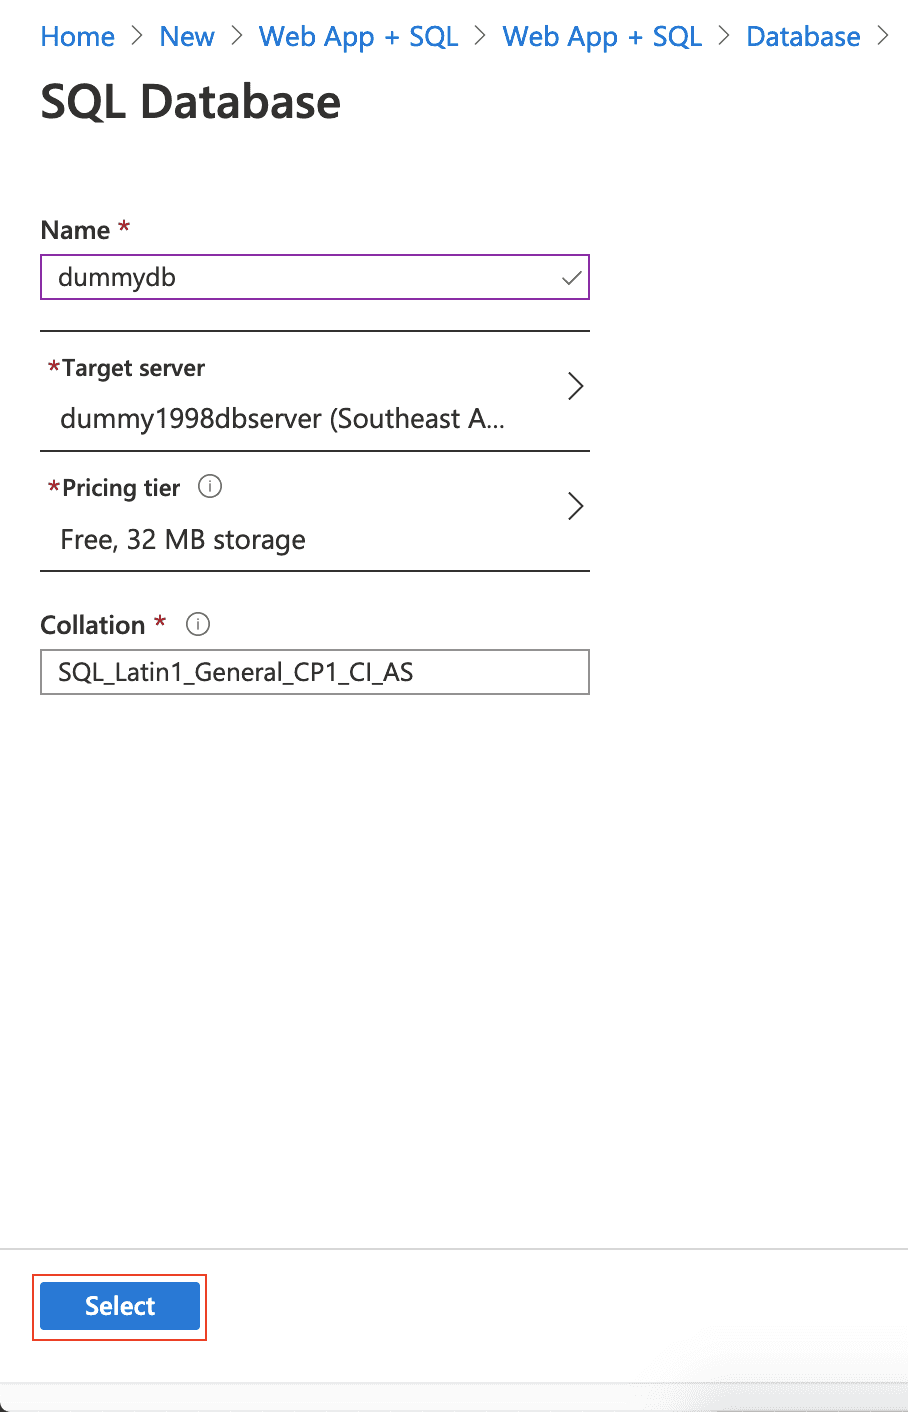 Home > New > Web App + SQL > Web App + SQL > Database >
SQL Database
Name *
dummydb
*Target server
dummy1998dbserver (Southeast A...
*Pricing tier
Free, 32 MB storage
Collation *
SQL_Latin1_General_CP1_CI_AS
Select